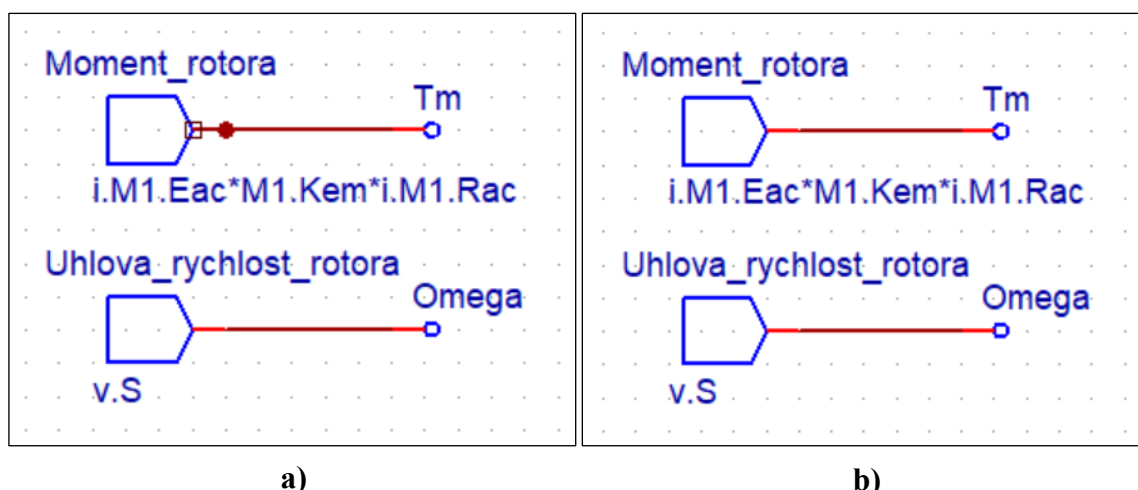 Moment_rotora
Tm
i.M1.Eac*M1.Kem*i.M1.Rac
Uhlova_rychlost_rotora
Omega
v.S
a)
Moment_rotora
Tm
i.M1.Eac*M1.Kem*i.M1.Rac
Uhlova_rychlost_rotora
Omega
v.S
b)